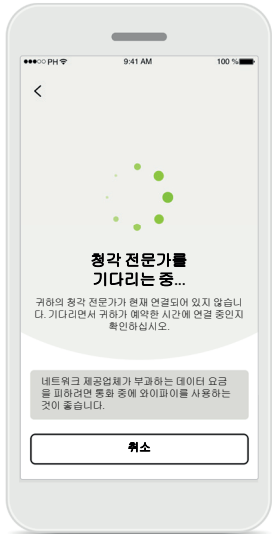 ●●●○○ PH 9:41 AM 100 %
청각 전문가를
기다리는 중...
귀하의 청각 전문가가 현재 연결되어 있지 않습니
다. 기다리면서 귀하가 예약한 시간에 연결 중인지
확인하십시오.
네트워크 제공업체가 부과하는 데이터 요금
을 피하려면 통화 중에 와이파이를 사용하는
것이 좋습니다.
취소